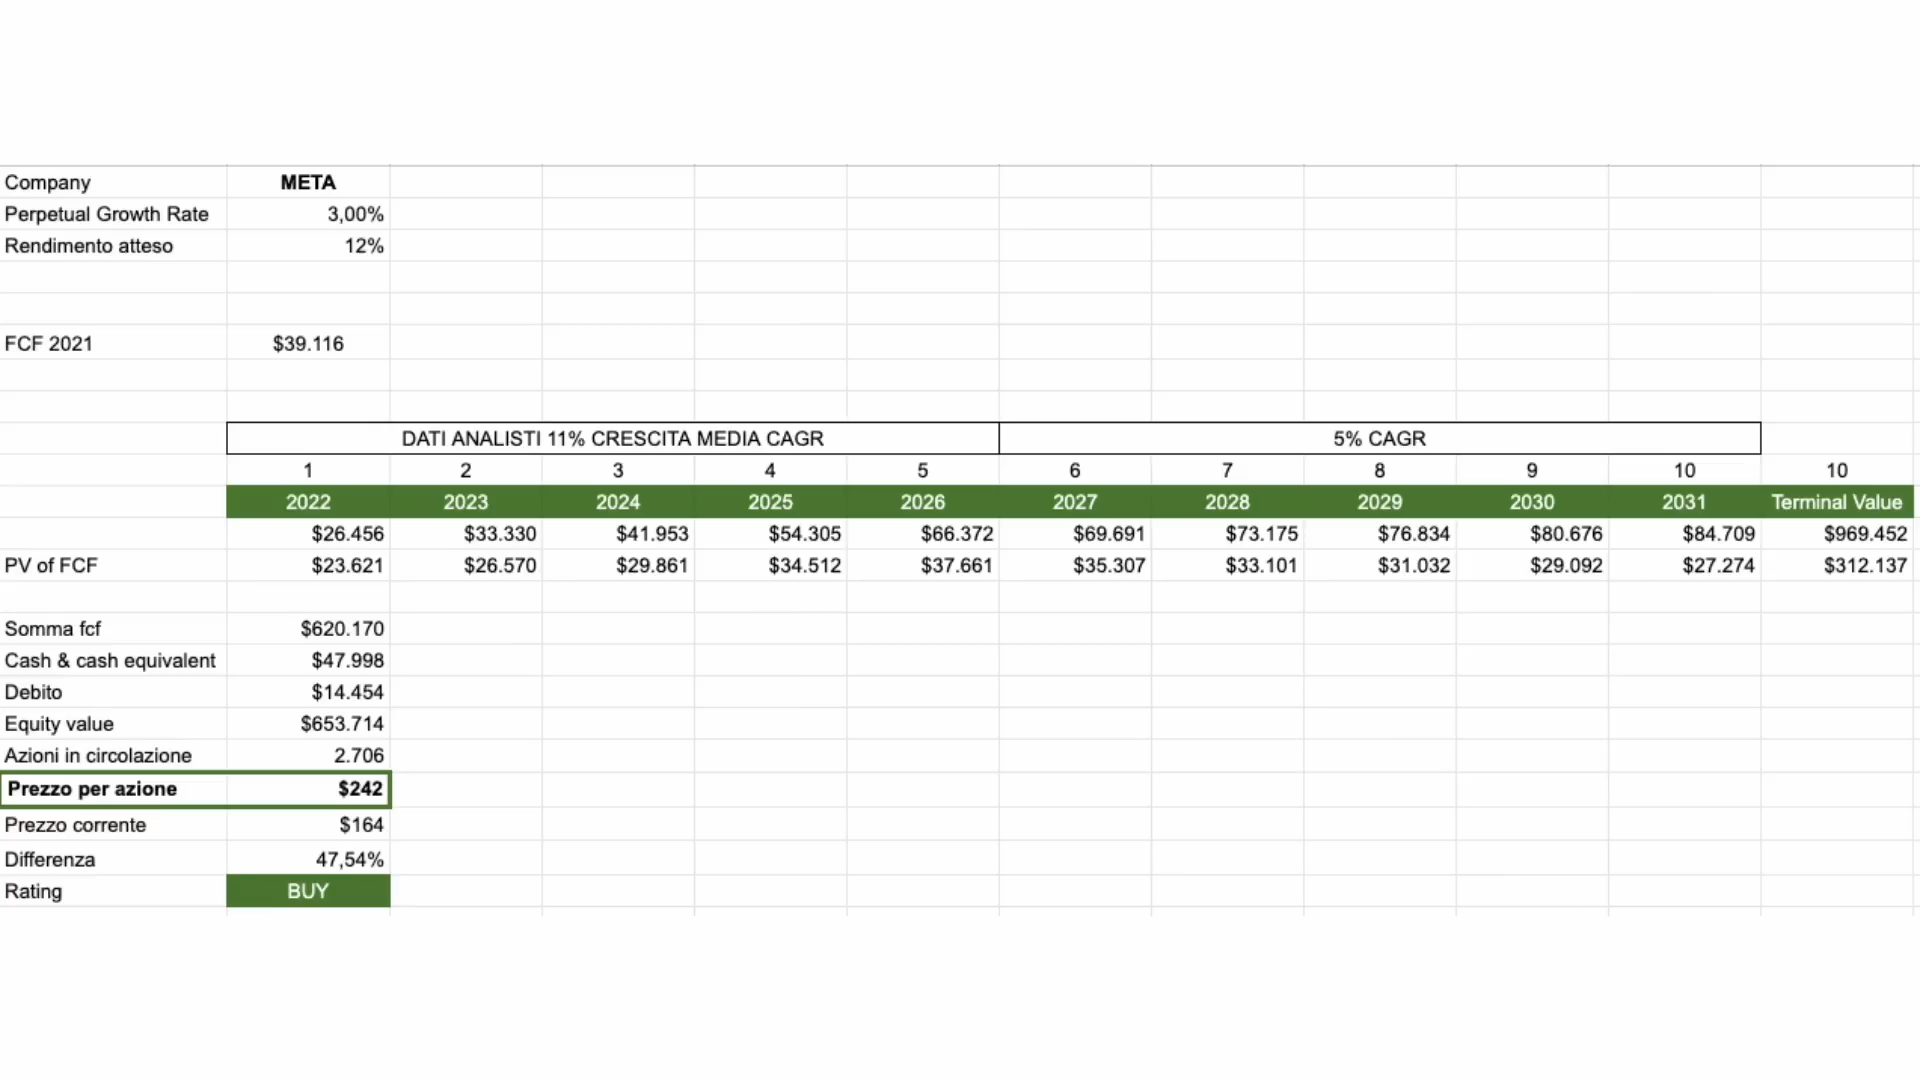 Company META
Perpetual Growth Rate 3,00%
Rendimento atteso 12%
FCF 2021 $39.116
DATI ANALISTI 11% CRESCITA MEDIA CAGR 5% CAGR
1 2 3 4 5 6 7 8 9 10 10
2022 2023 2024 2025 2026 2027 2028 2029 2030 2031 Terminal Value
$26.456 $33.330 $41.953 $54.305 $66.372 $69.691 $73.175 $76.834 $80.676 $84.709 $969.452
PV of FCF $23.621 $26.570 $29.861 $34.512 $37.661 $35.307 $33.101 $31.032 $29.092 $27.274 $312.137
Somma fcf $620.170
Cash & cash equivalent $47.998
Debito $14.454
Equity value $653.714
Azioni in circolazione 2.706
Prezzo per azione $242
Prezzo corrente $164
Differenza 47,54%
Rating BUY